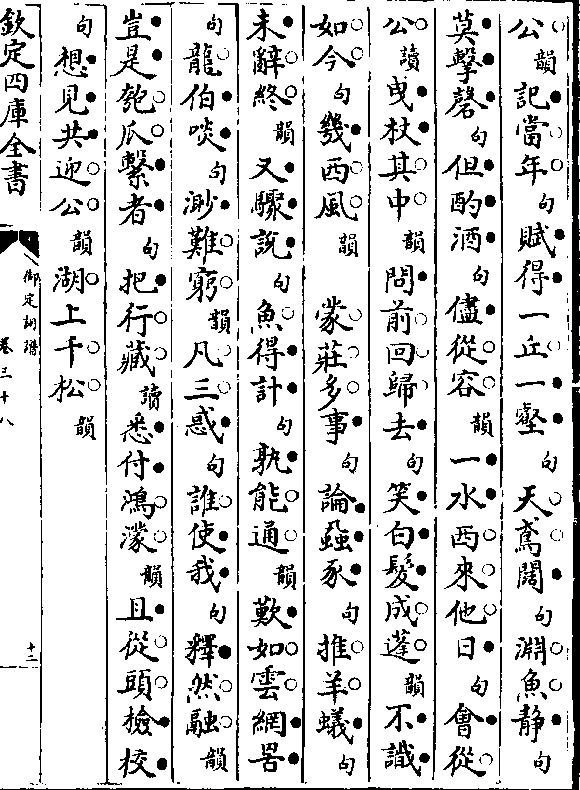 公韻記當年句賦得一丘一壑句天鳶闊句淵魚静句
莫擊磬句但酌酒句儘從容韻一水西來他日句會從
公讀曳杖其中韻問前回歸去句笑白髮成蓬韻不識
如今句幾西風韻　蒙莊多事句論蝨豕句推羊蟻句
未辭終韻又驟說句魚得計句孰能通韻歎如雲網罟
句龍伯啖句渺難窮韻凡三惑句誰使我句釋然融韻
豈是匏瓜繫者句把行藏讀悉付鴻濛韻且從頭檢校
句想見共迎公韻湖上千松韻
欽定四庫全書
御定詞譜
卷三十八
十二